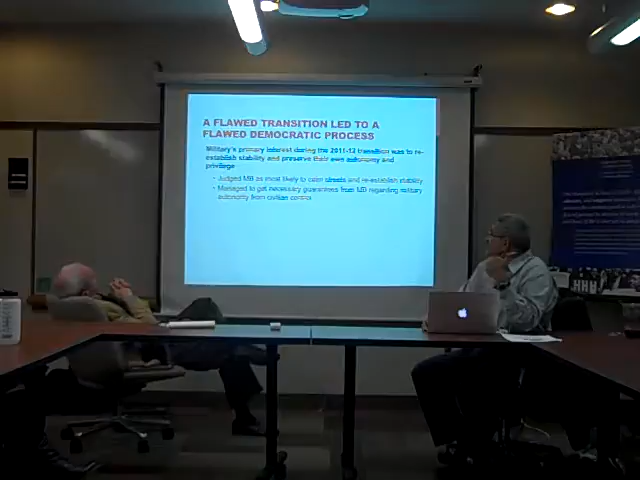 A FLAWED TRANSITION LED TO A
FLAWED DEMOCRATIC PROCESS
Military's primary interest during the 2011-12 transition was to re-
establish stability and preserve their own autonomy and
privilege
• Judged MB as most likely to calm streets and re-establish stability
• Managed to get necessary guarantees from MB regarding military
autonomy from civilian control
HHH